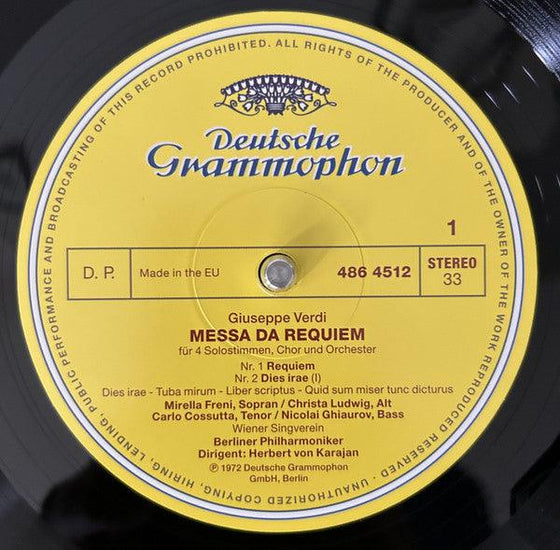 ALL RIGHTS OF THE PRODUCER AND OF THE OWNER OF THE WORK REPRODUCED RESERVED · UNAUTHORIZED COPYING, HIRING, LENDING, PUBLIC PERFORMANCE AND BROADCASTING OF THIS RECORD PROHIBITED.
Deutsche
Grammophon
1
D. P.
Made in the EU
486 4512
STEREO
33
Giuseppe Verdi
MESSA DA REQUIEM
für 4 Solostimmen, Chor und Orchester
Nr. 1 Requiem
Nr. 2 Dies irae (I)
Dies irae - Tuba mirum - Liber scriptus - Quid sum miser tunc dicturus
Mirella Freni, Sopran / Christa Ludwig, Alt
Carlo Cossutta, Tenor / Nicolai Ghiaurov, Bass
Wiener Singverein
Berliner Philharmoniker
Dirigent: Herbert von Karajan
℗ 1972 Deutsche Grammophon
GmbH, Berlin